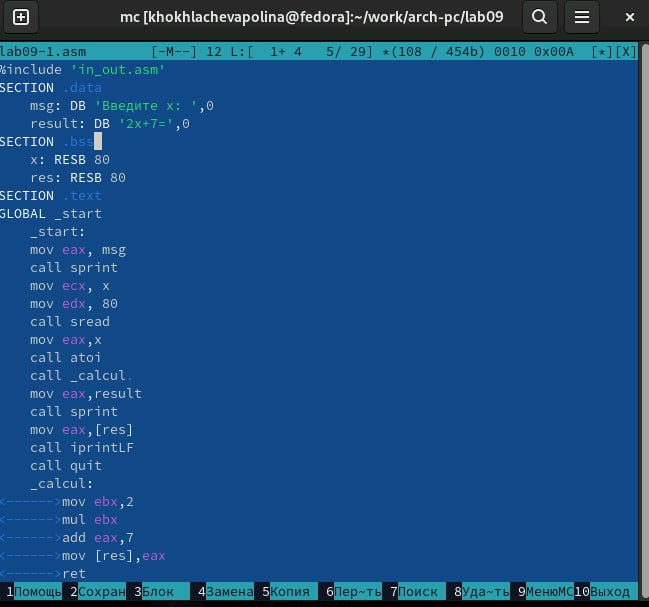 mc [khokhlachevapolina@fedora]:~/work/arch-pc/lab09
lab09-1.asm [-M--] 12 L:[ 1+ 4 5/ 29] *(108 / 454b) 0010 0x00A [*][X]
%include 'in_out.asm'
SECTION .data
msg: DB 'Введите x: ',0
result: DB '2x+7=',0
SECTION .bss
x: RESB 80
res: RESB 80
SECTION .text
GLOBAL _start
_start:
mov eax, msg
call sprint
mov ecx, x
mov edx, 80
call sread
mov eax,x
call atoi
call _calcul.
mov eax,result
call sprint
mov eax,[res]
call iprintLF
call quit
_calcul:
<------>mov ebx,2
<------>mul ebx
<------>add eax,7
<------>mov [res],eax
<------>ret
1Помощь 2Сохран 3Блок 4Замена 5Копия 6Пер~ть 7Поиск 8Уда~ть 9МенюMC 10Выход